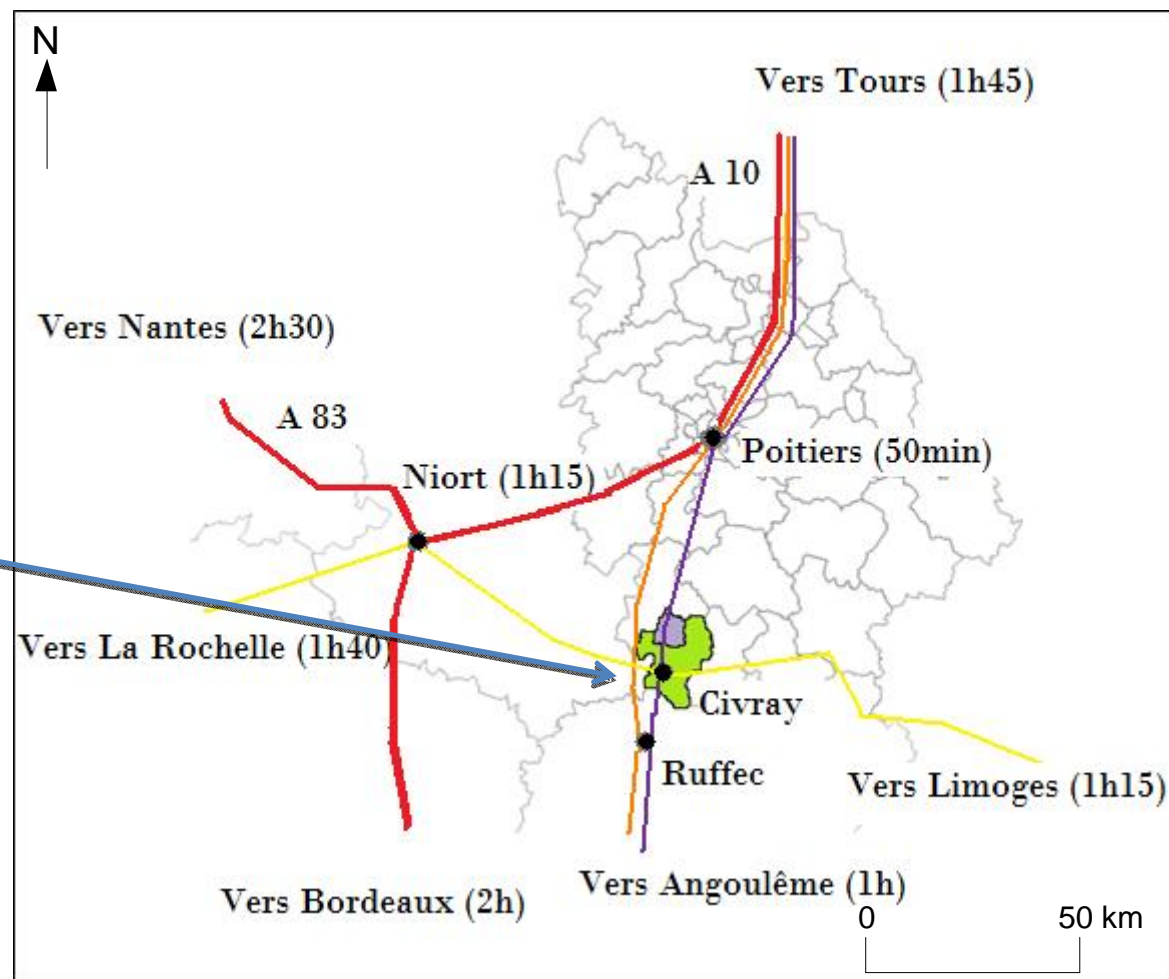 N
Vers Tours (1h45)
A 10
Vers Nantes (2h30)
A 83
Niort (1h15)
Poitiers (50min)
Vers La Rochelle (1h40)
Civray
Ruffec
Vers Limoges (1h15)
Vers Angoulême (1h)
Vers Bordeaux (2h)
0 50 km